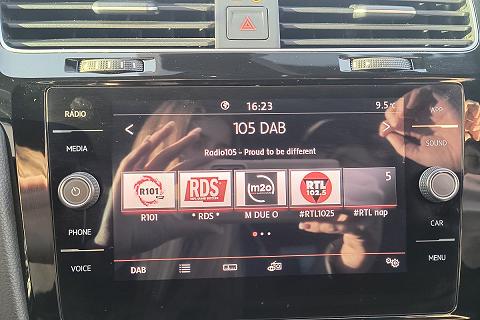 RADIO
MEDIA
PHONE
VOICE
16:23
9.5°C
105 DAB
Radio105 - Proud to be different
R101
RDS
m2o
RTL
102.5
5
R101
* RDS *
M DUE O
#RTL1025
#RTL nap
DAB
APP
SOUND
CAR
MENU